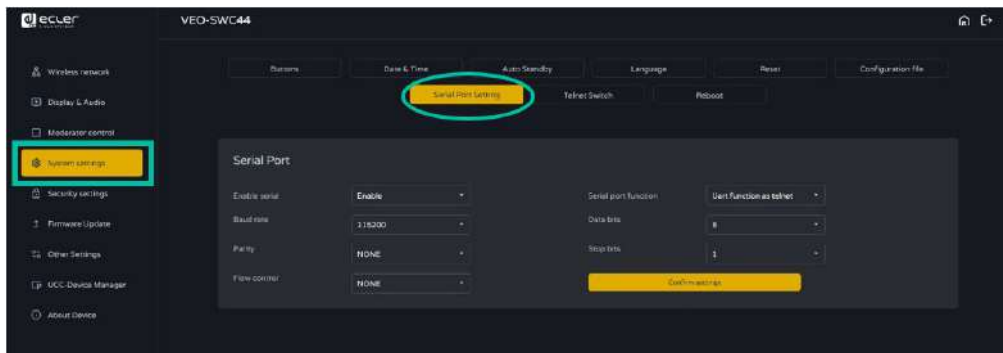 ecler
VEO-SWC44
Wireless network
Display & Audio
Moderator control
System settings
Security settings
Firmware Update
Other Settings
UCC-Device Manager
About Device
Buttons
Date & Time
Auto Standby
Language
Reset
Configuration file
Serial Port Setting
Telnet Switch
Reboot
Serial Port
Enable serial
Enable
Serial port function
Uart function as telnet
Baud rate
115200
Data bits
8
Parity
NONE
Stop bits
1
Flow control
NONE
Confirm settings